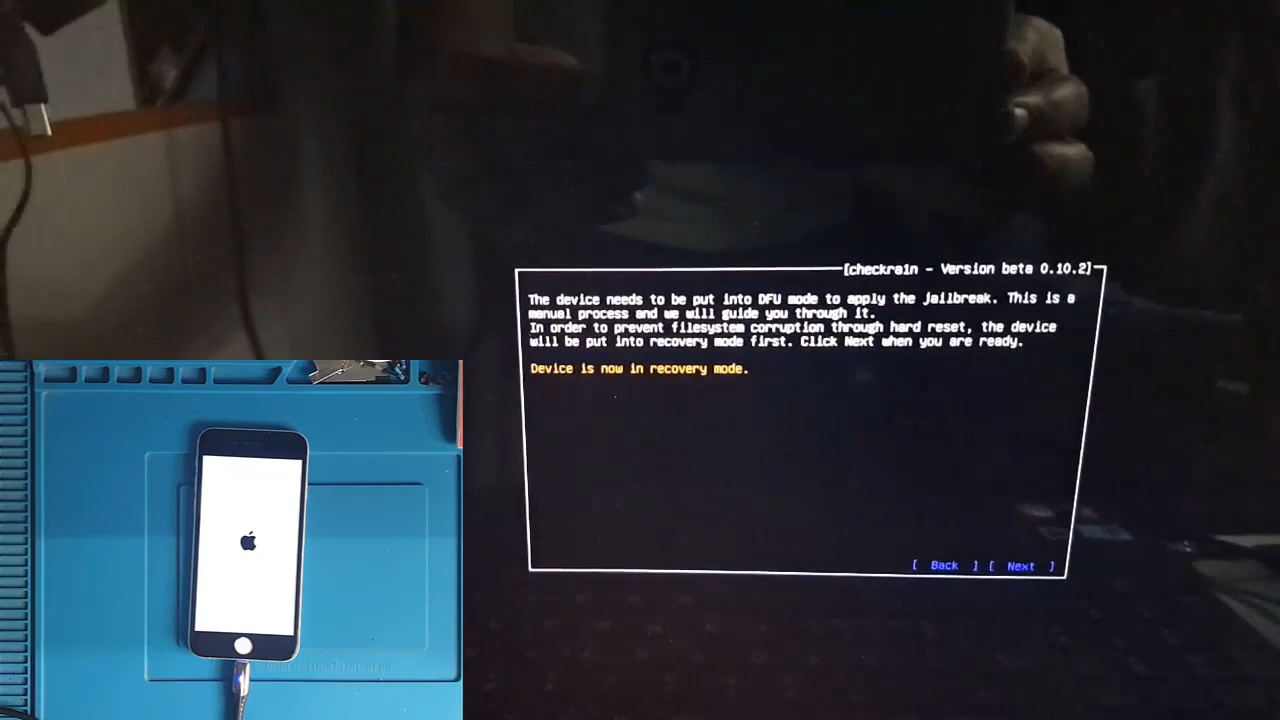 [checkra1n - Version beta 0.10.2]
The device needs to be put into DFU mode to apply the jailbreak. This is a
manual process and we will guide you through it.
In order to prevent filesystem corruption through hard reset, the device
will be put into recovery mode first. Click Next when you are ready.
Device is now in recovery mode.
[ Back ] [ Next ]
location area